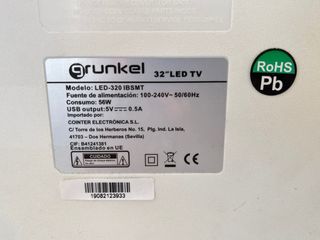 grunkel
32" LED TV
RoHS
Pb
Modelo: LED-320 IBSMT
Fuente de alimentación: 100-240V~ 50/60Hz
Consumo: 56W
USB output:5V⎓ 0.5A
Importado por:
COINTER ELECTRÓNICA S.L.
C/ Torre de los Herberos No. 15, Plg. Ind. La Isla,
41703 - Dos Hermanas (Sevilla)
CIF: B41241381
Ensamblado en UE
CUIDADO
19082123933